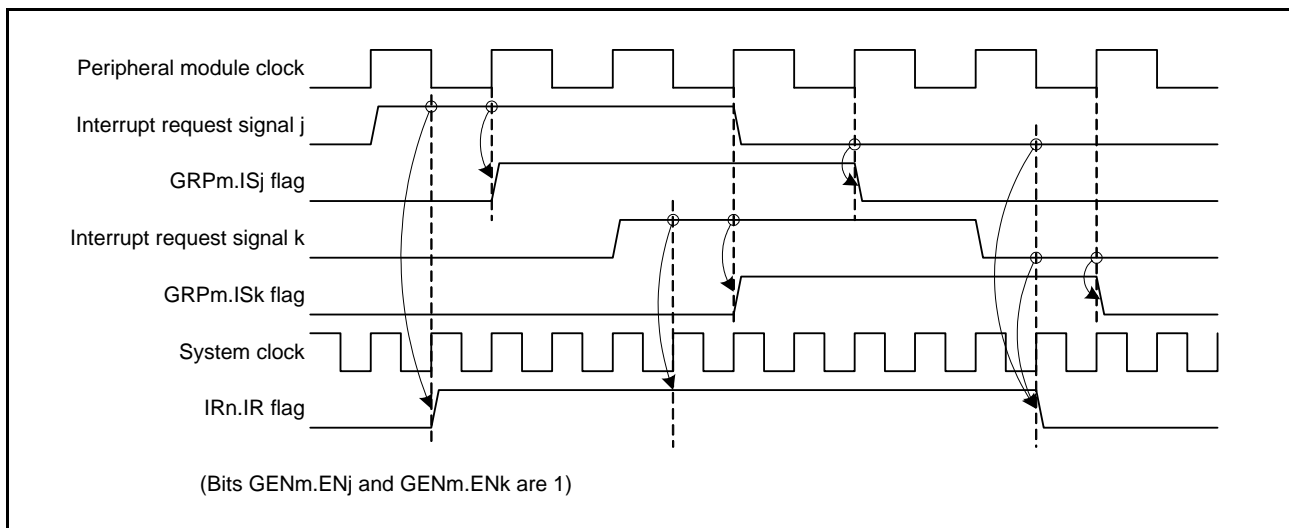 Peripheral module clock
Interrupt request signal j
GRPm.ISj flag
Interrupt request signal k
GRPm.ISk flag
System clock
IRn.IR flag
(Bits GENm.ENj and GENm.ENk are 1)